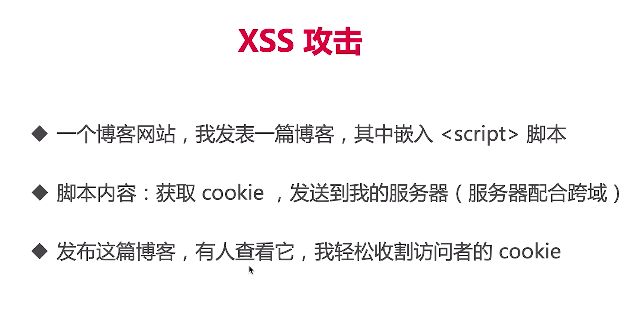 XSS 攻击
◆ 一个博客网站，我发表一篇博客，其中嵌入 <script> 脚本
◆ 脚本内容：获取 cookie ，发送到我的服务器（服务器配合跨域）
◆ 发布这篇博客，有人查看它，我轻松收割访问者的 cookie